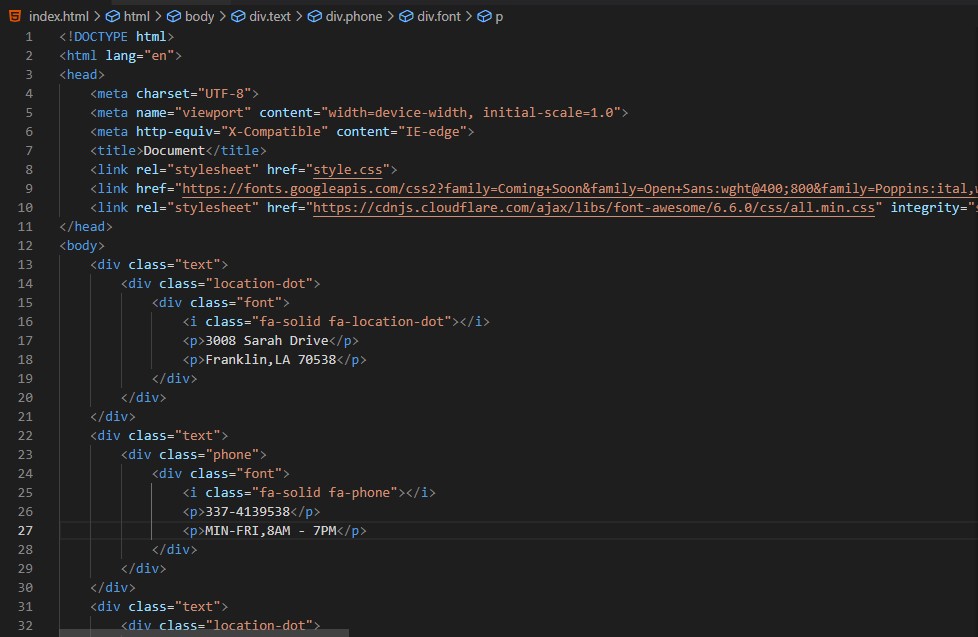 index.html > html > body > div.text > div.phone > div.font > p
1 <!DOCTYPE html>
2 <html lang="en">
3 <head>
4 <meta charset="UTF-8">
5 <meta name="viewport" content="width=device-width, initial-scale=1.0">
6 <meta http-equiv="X-Compatible" content="IE-edge">
7 <title>Document</title>
8 <link rel="stylesheet" href="style.css">
9 <link href="https://fonts.googleapis.com/css2?family=Coming+Soon&family=Open+Sans:wght@400;800&family=Poppins:ital,w
10 <link rel="stylesheet" href="https://cdnjs.cloudflare.com/ajax/libs/font-awesome/6.6.0/css/all.min.css" integrity="s
11 </head>
12 <body>
13 <div class="text">
14 <div class="location-dot">
15 <div class="font">
16 <i class="fa-solid fa-location-dot"></i>
17 <p>3008 Sarah Drive</p>
18 <p>Franklin,LA 70538</p>
19 </div>
20 </div>
21 </div>
22 <div class="text">
23 <div class="phone">
24 <div class="font">
25 <i class="fa-solid fa-phone"></i>
26 <p>337-4139538</p>
27 <p>MIN-FRI,8AM - 7PM</p>
28 </div>
29 </div>
30 </div>
31 <div class="text">
32 <div class="location-dot">